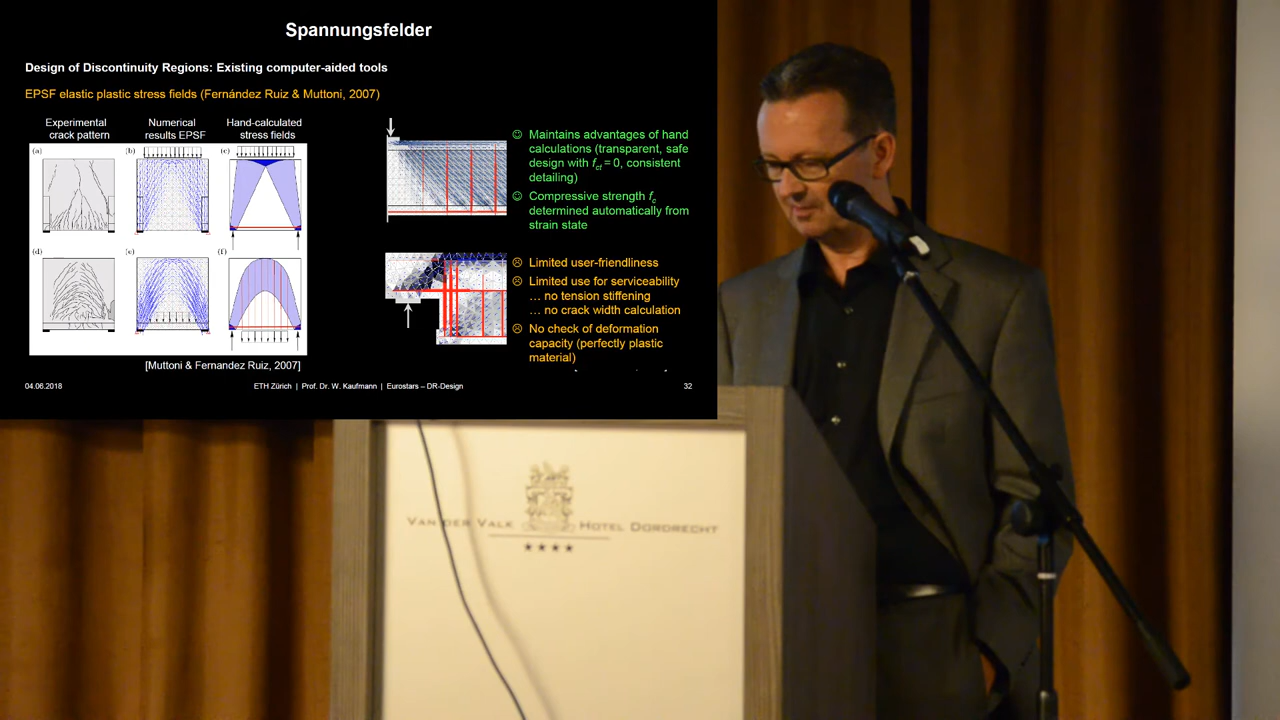 Spannungsfelder
Design of Discontinuity Regions: Existing computer-aided tools
EPSF elastic plastic stress fields (Fernández Ruiz & Muttoni, 2007)
Experimental
crack pattern
Numerical
results EPSF
Hand-calculated
stress fields
(a)
(b)
(c)
(d)
(e)
(f)
[Muttoni & Fernandez Ruiz, 2007]
☺ Maintains advantages of hand
calculations (transparent, safe
design with fct = 0, consistent
detailing)
☺ Compressive strength fc
determined automatically from
strain state
☹ Limited user-friendliness
☹ Limited use for serviceability
… no tension stiffening
… no crack width calculation
☹ No check of deformation
capacity (perfectly plastic
material)
04.06.2018
ETH Zürich | Prof. Dr. W. Kaufmann | Eurostars – DR-Design
32
VAN DER VALK HOTEL DORDRECHT
★★★★